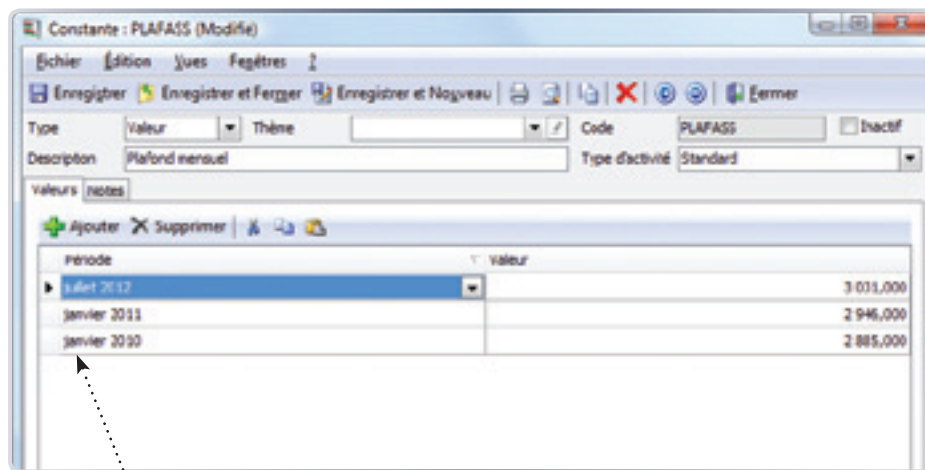 Constante : PLAFASS (Modifié)
Fichier Édition Vues Fenêtres ?
Enregistrer Enregistrer et Fermer Enregistrer et Nouveau Fermer
Type Valeur Thème Code PLAFASS Inactif
Description Plafond mensuel Type d'activité Standard
Valeurs Notes
Ajouter Supprimer
Période Valeur
juillet 2012 3 031,000
janvier 2011 2 946,000
janvier 2010 2 885,000